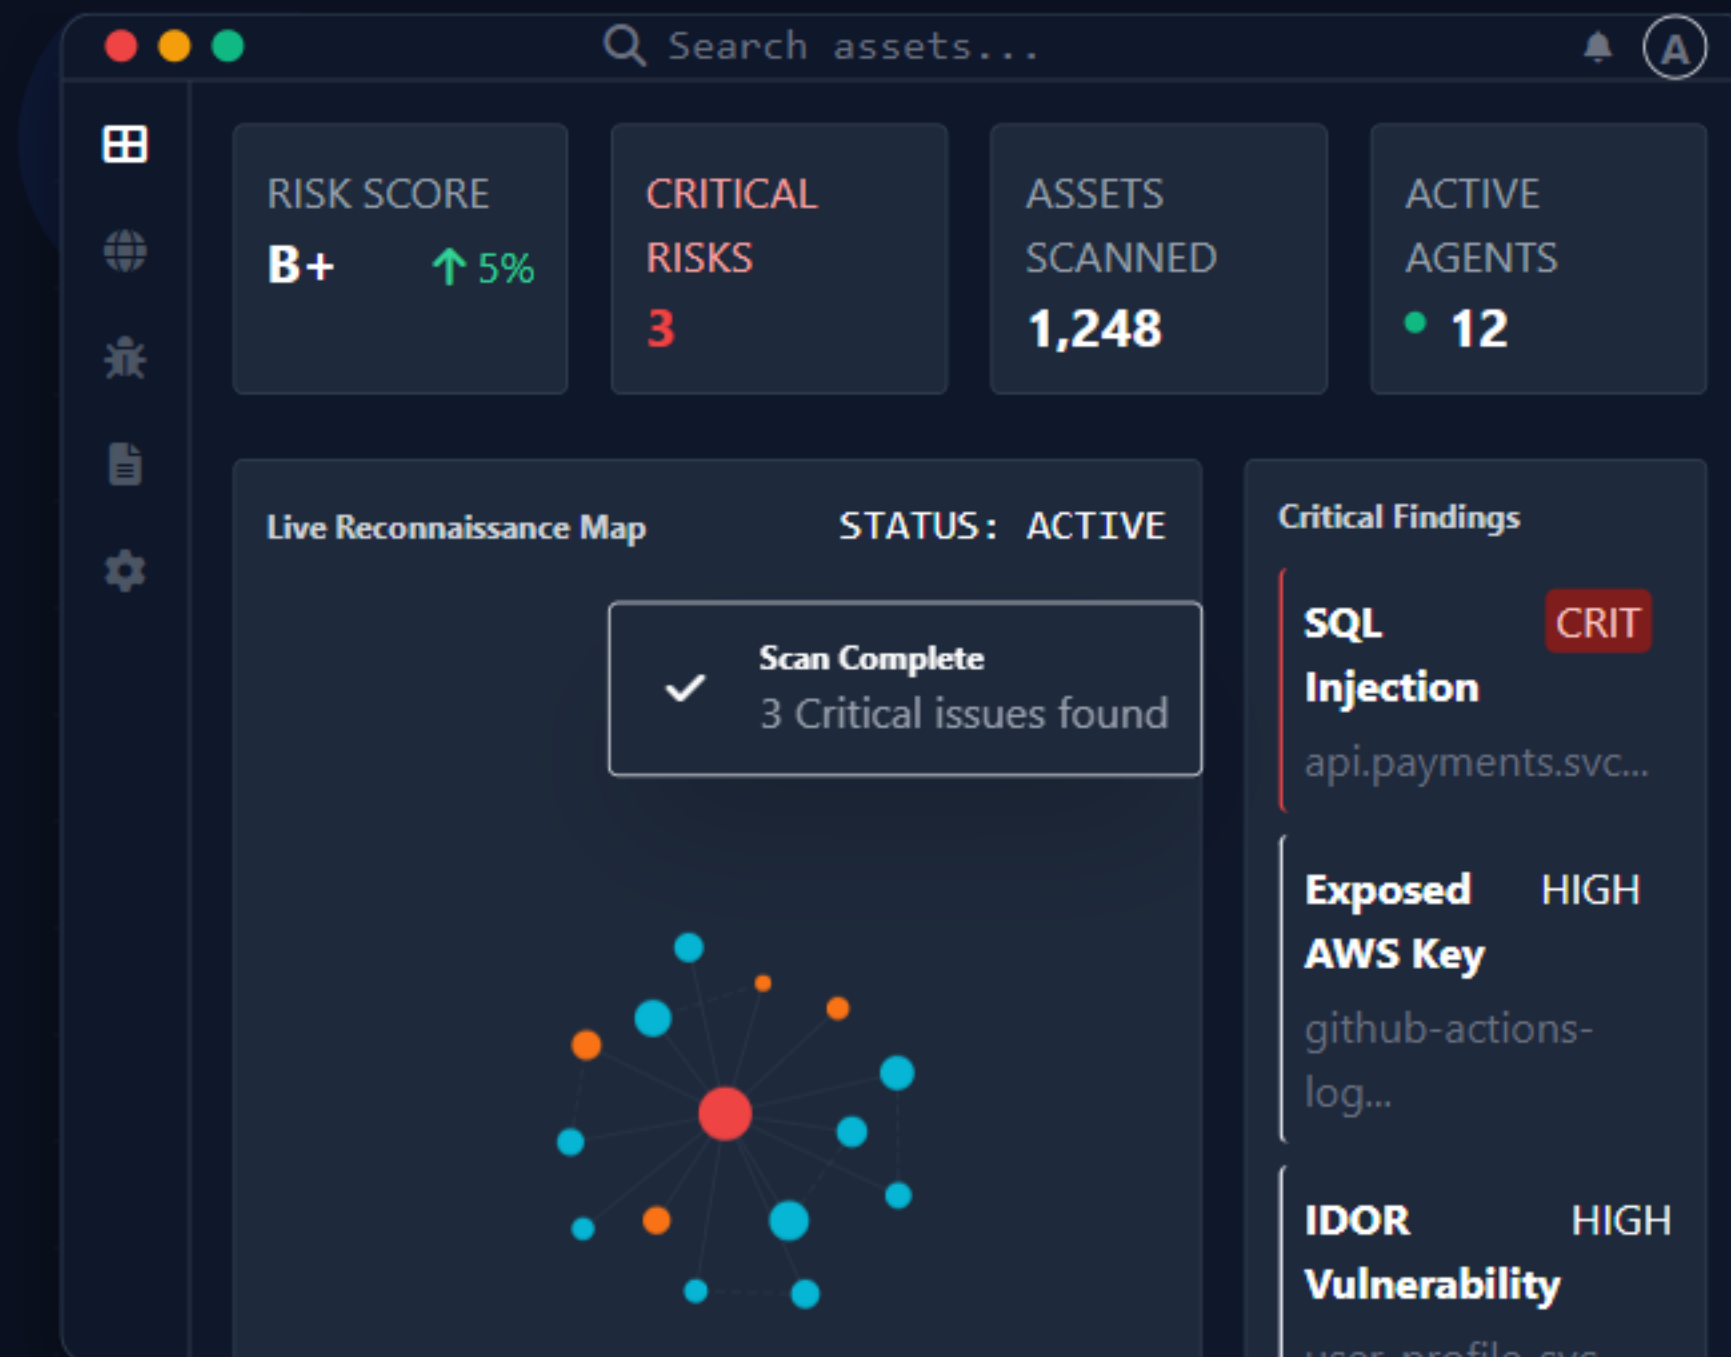 Search assets...
A
RISK SCORE
B+ 5%
CRITICAL
RISKS
3
ASSETS
SCANNED
1,248
ACTIVE
AGENTS
12
Live Reconnaissance Map
STATUS: ACTIVE
Scan Complete
3 Critical issues found
Critical Findings
SQL CRIT
Injection
api.payments.svc...
Exposed HIGH
AWS Key
github-actions-
log...
IDOR HIGH
Vulnerability